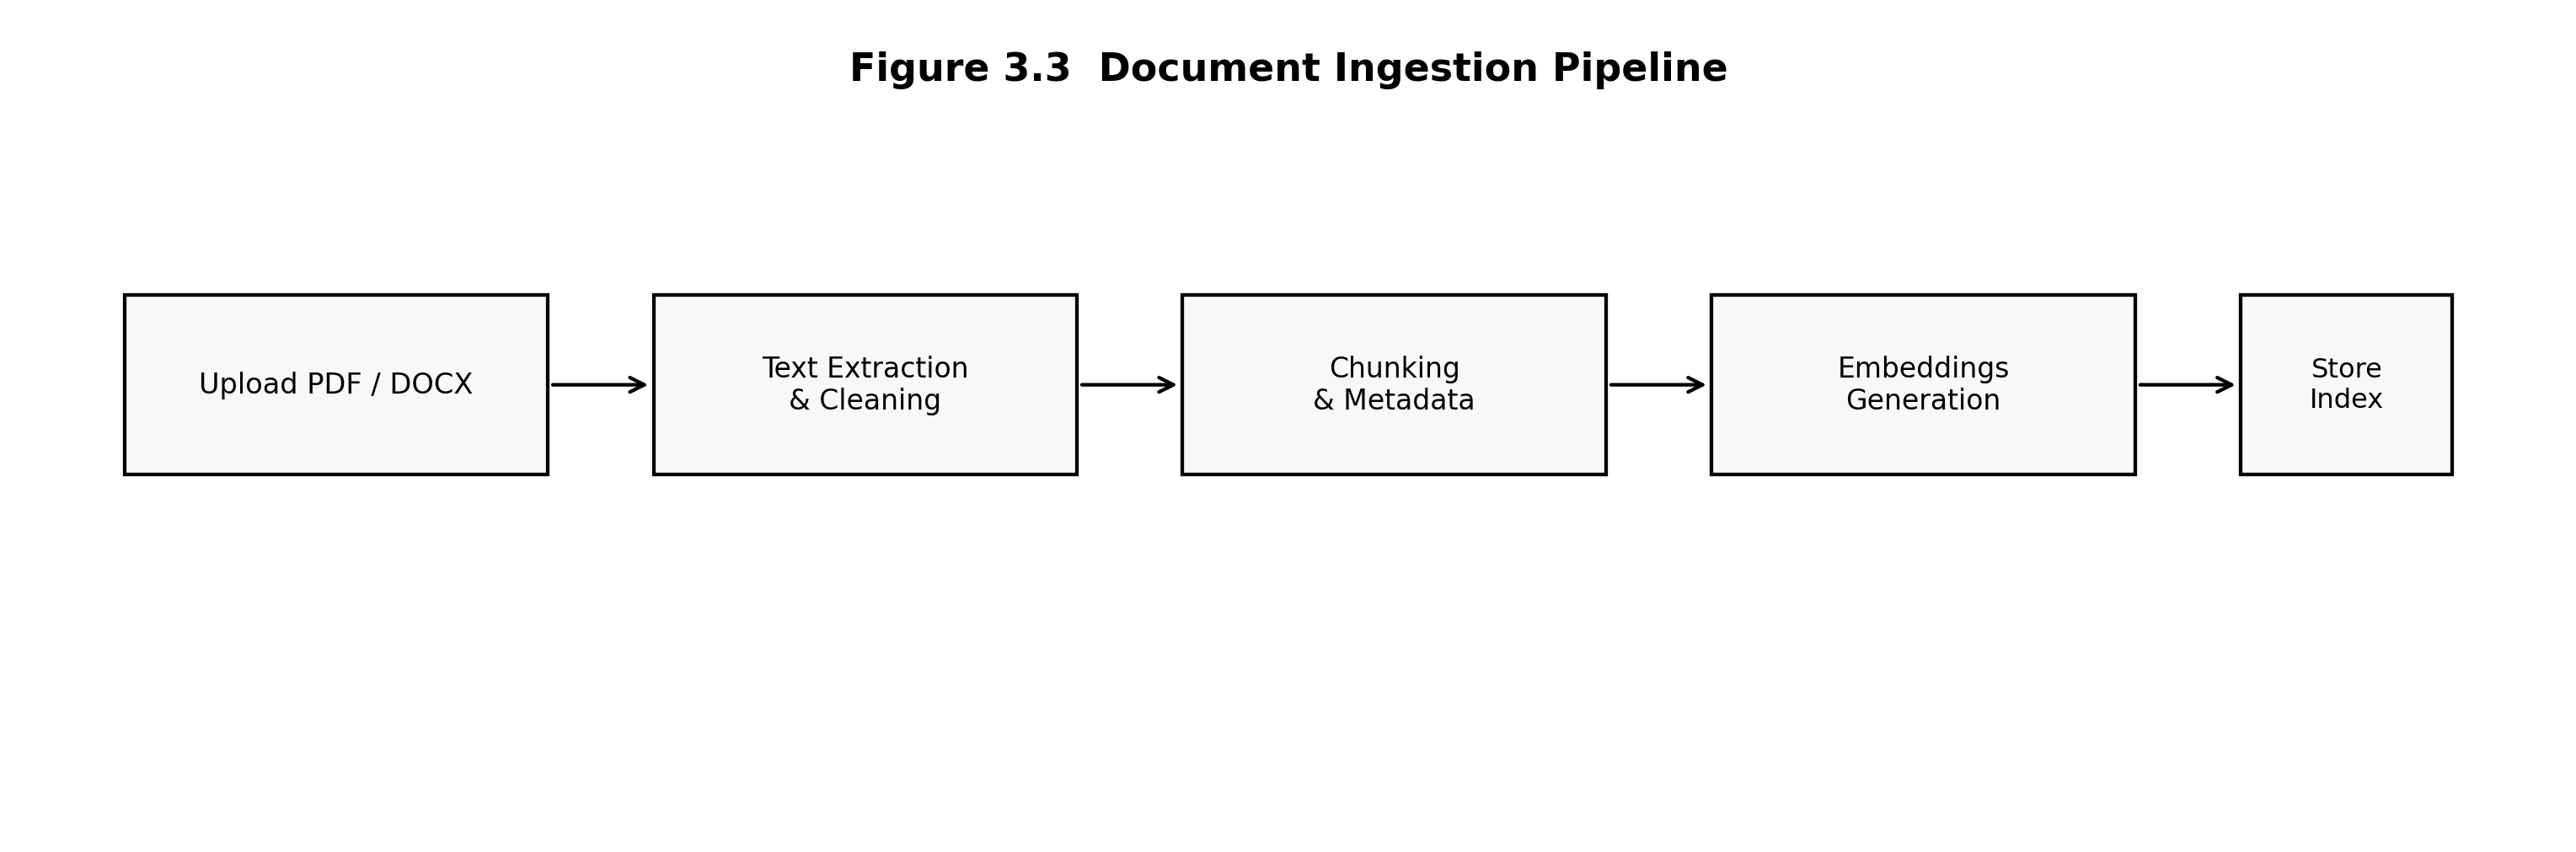 Figure 3.3  Document Ingestion Pipeline
Upload PDF / DOCX
Text Extraction
& Cleaning
Chunking
& Metadata
Embeddings
Generation
Store
Index